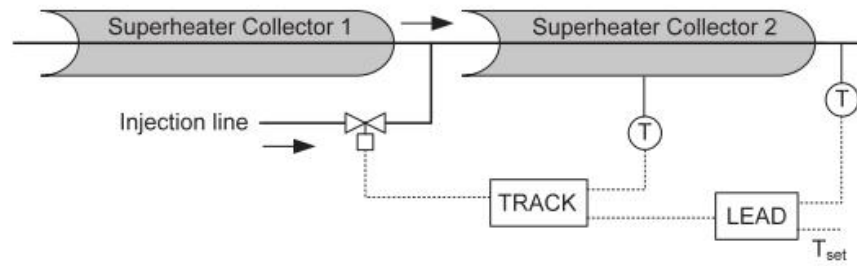 Superheater Collector 1
Superheater Collector 2
T
Injection line
T
TRACK
LEAD
Tset